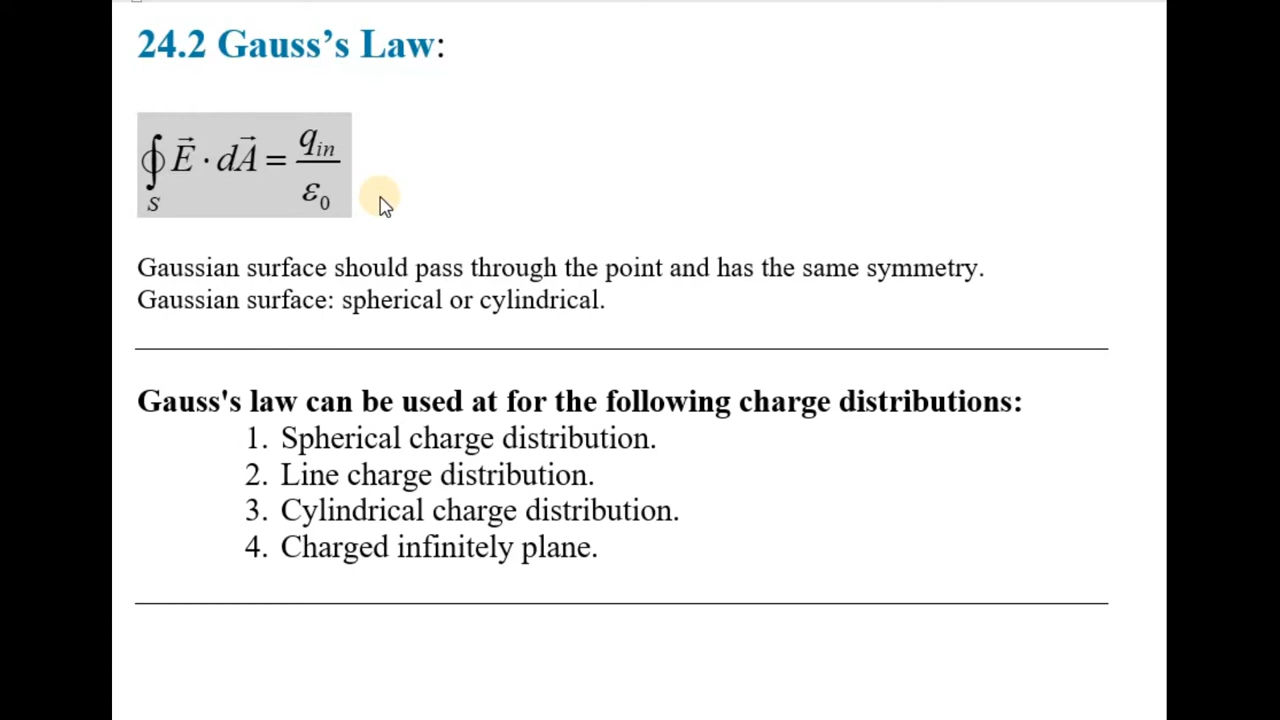 24.2 Gauss’s Law:
∮_S E⃗ · dA⃗ = q_in / ε_0
Gaussian surface should pass through the point and has the same symmetry.
Gaussian surface: spherical or cylindrical.
Gauss's law can be used at for the following charge distributions:
1. Spherical charge distribution.
2. Line charge distribution.
3. Cylindrical charge distribution.
4. Charged infinitely plane.